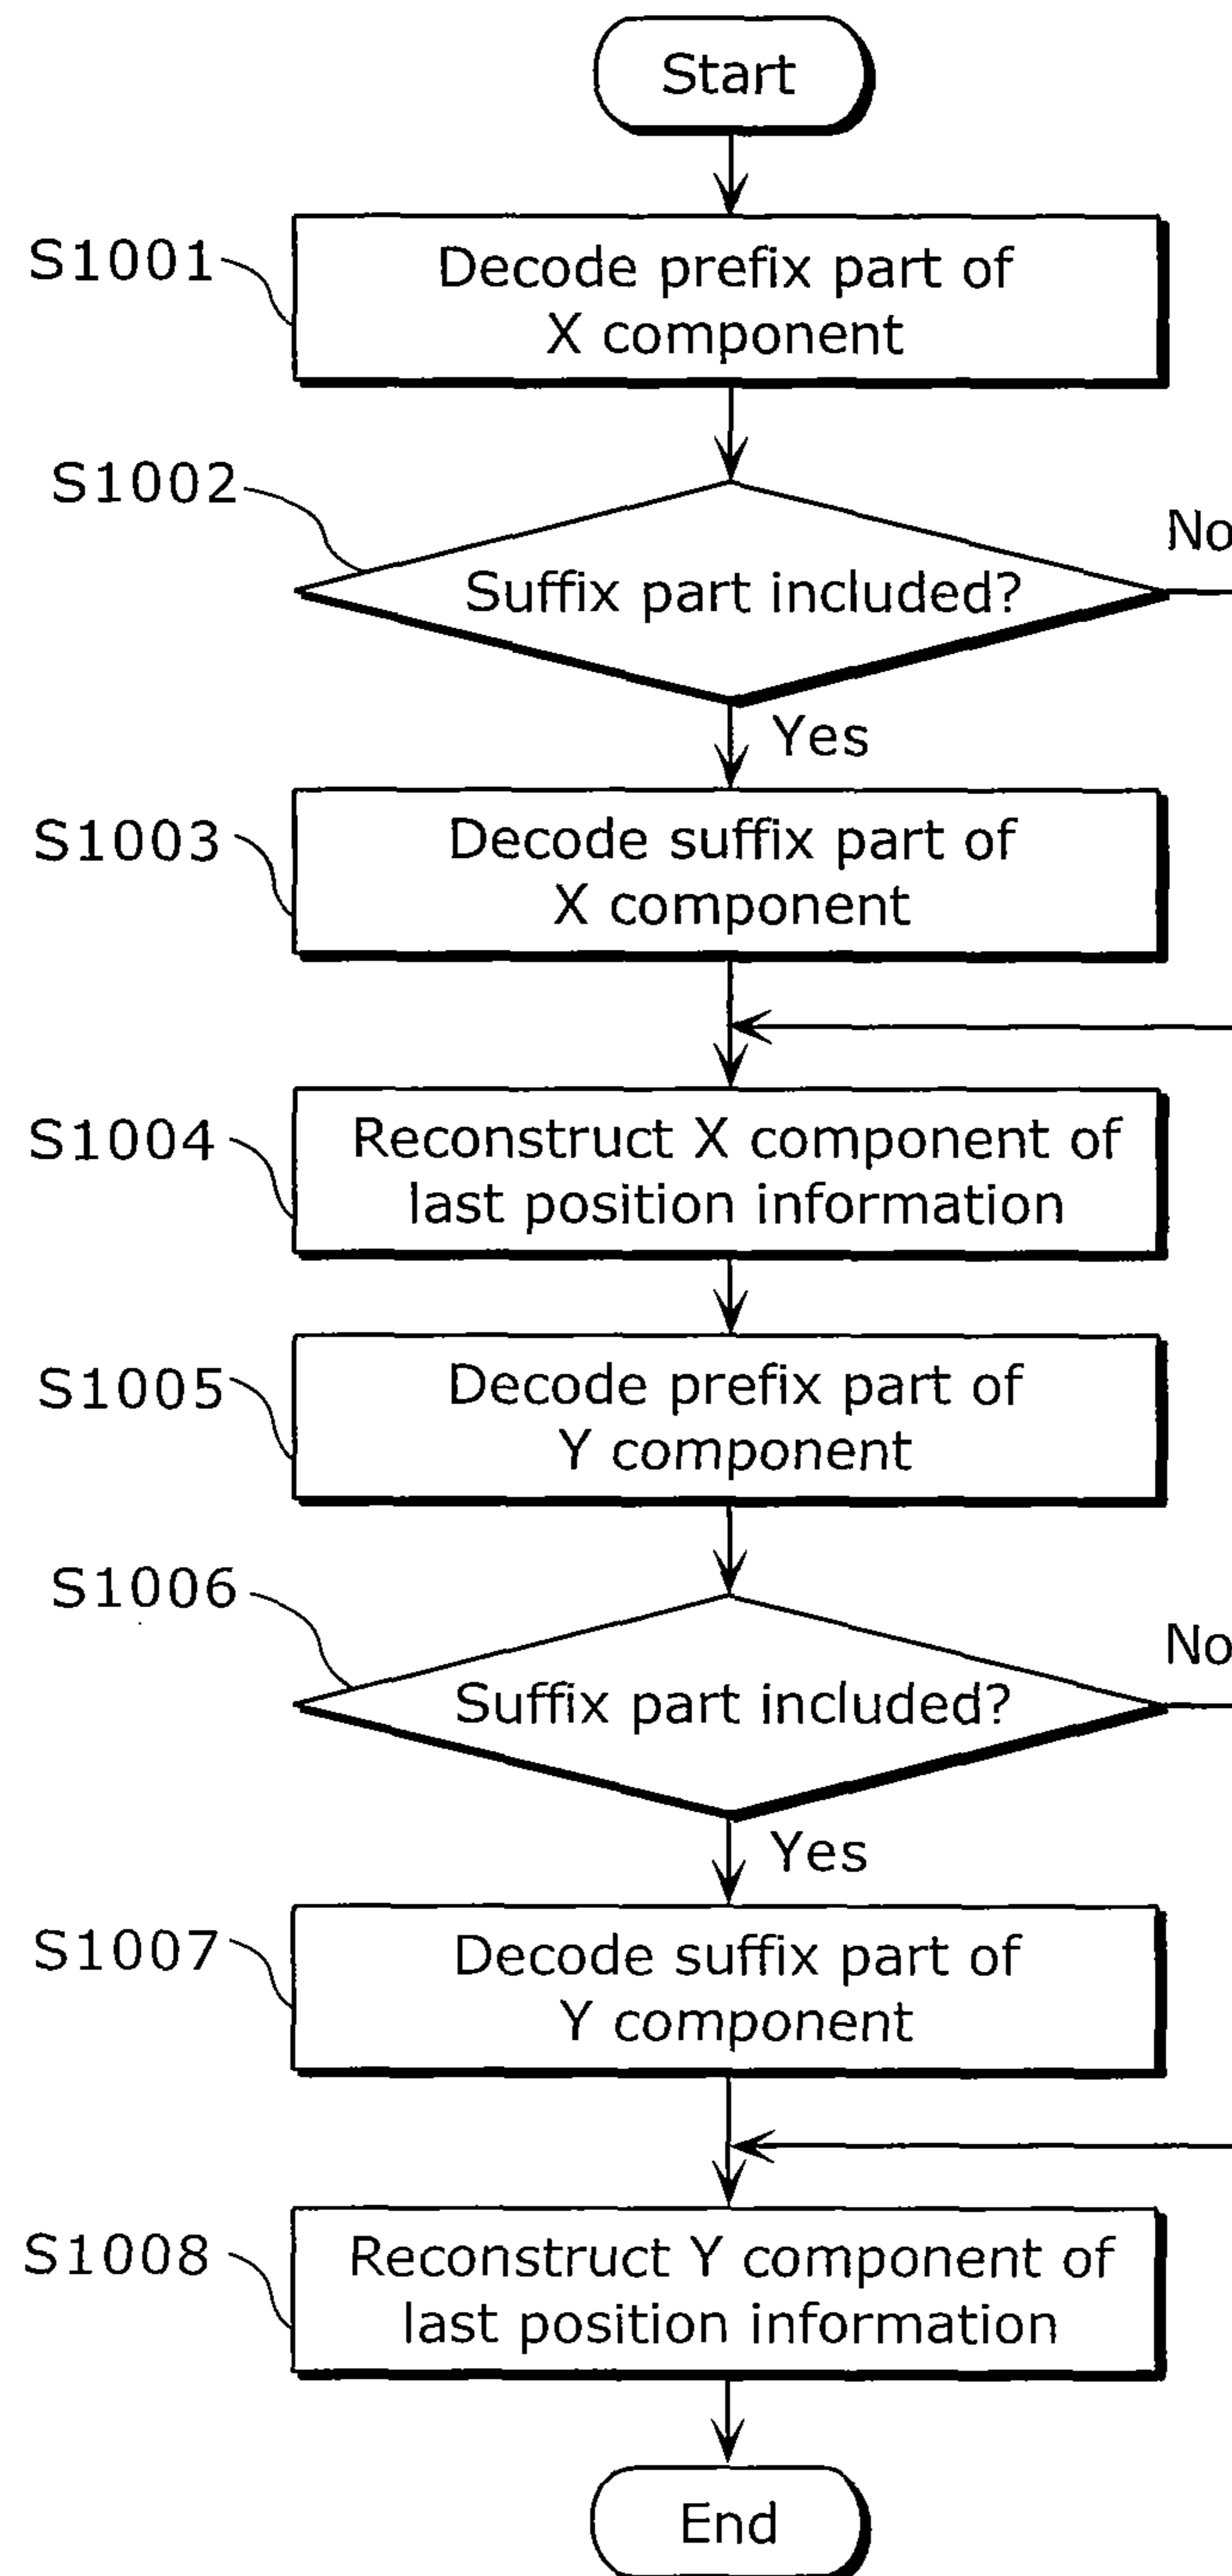 Start
S1001
Decode prefix part of
X component
S1002
Suffix part included?
No
Yes
S1003
Decode suffix part of
X component
S1004
Reconstruct X component of
last position information
S1005
Decode prefix part of
Y component
S1006
Suffix part included?
No
Yes
S1007
Decode suffix part of
Y component
S1008
Reconstruct Y component of
last position information
End